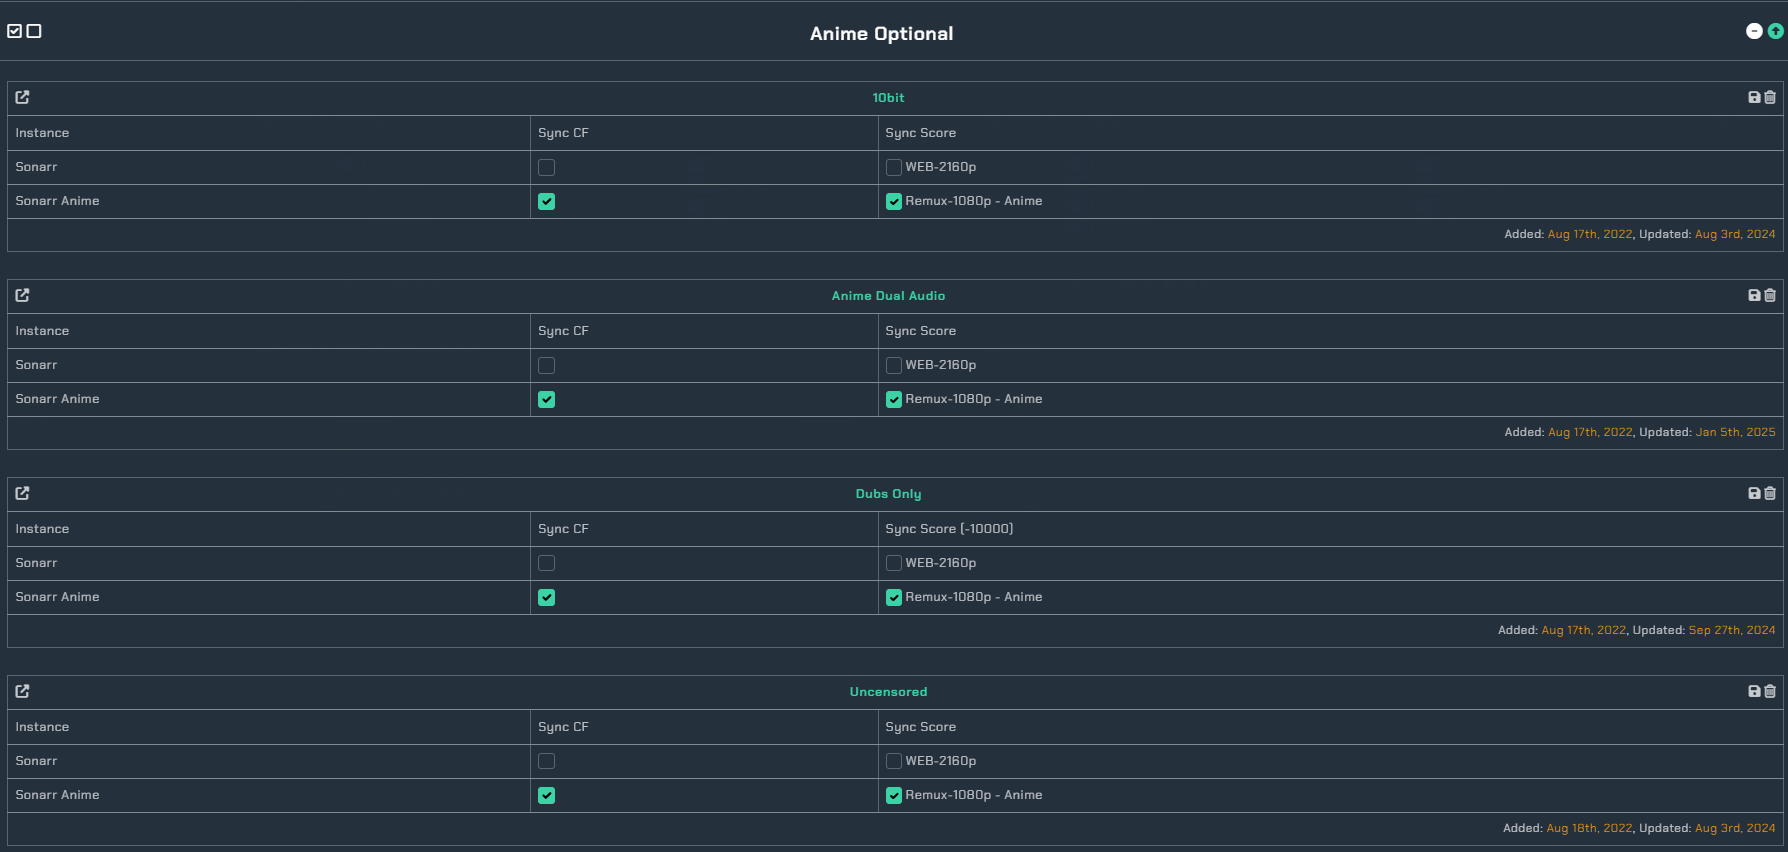 Anime Optional
10bit
Instance Sync CF Sync Score
Sonarr WEB-2160p
Sonarr Anime Remux-1080p - Anime
Added: Aug 17th, 2022, Updated: Aug 3rd, 2024
Anime Dual Audio
Instance Sync CF Sync Score
Sonarr WEB-2160p
Sonarr Anime Remux-1080p - Anime
Added: Aug 17th, 2022, Updated: Jan 5th, 2025
Dubs Only
Instance Sync CF Sync Score (-10000)
Sonarr WEB-2160p
Sonarr Anime Remux-1080p - Anime
Added: Aug 17th, 2022, Updated: Sep 27th, 2024
Uncensored
Instance Sync CF Sync Score
Sonarr WEB-2160p
Sonarr Anime Remux-1080p - Anime
Added: Aug 18th, 2022, Updated: Aug 3rd, 2024